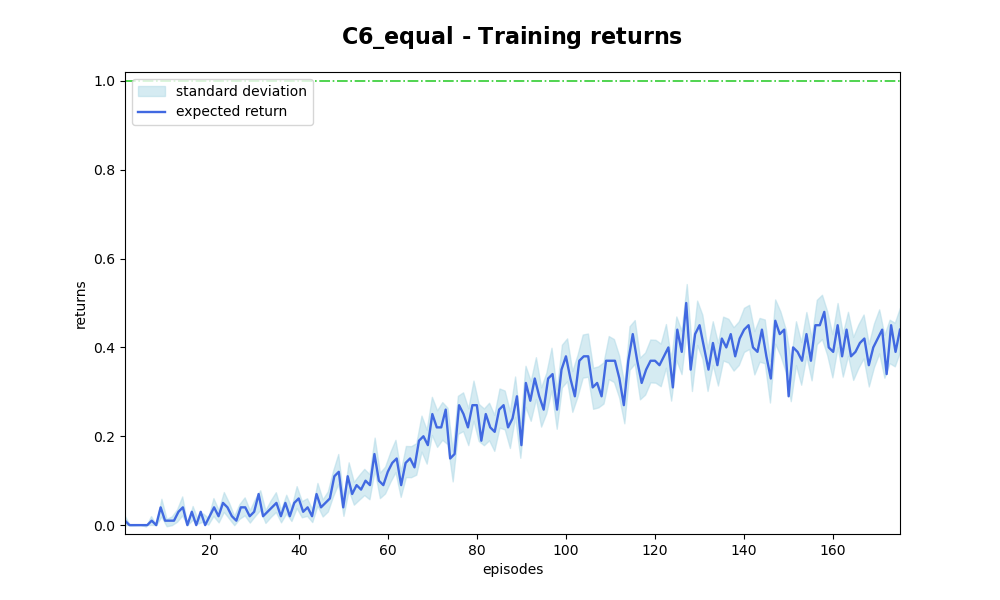 C6_equal - Training returns
1.0
0.8
0.6
0.4
0.2
0.0
returns
standard deviation
expected return
20 40 60 80 100 120 140 160
episodes